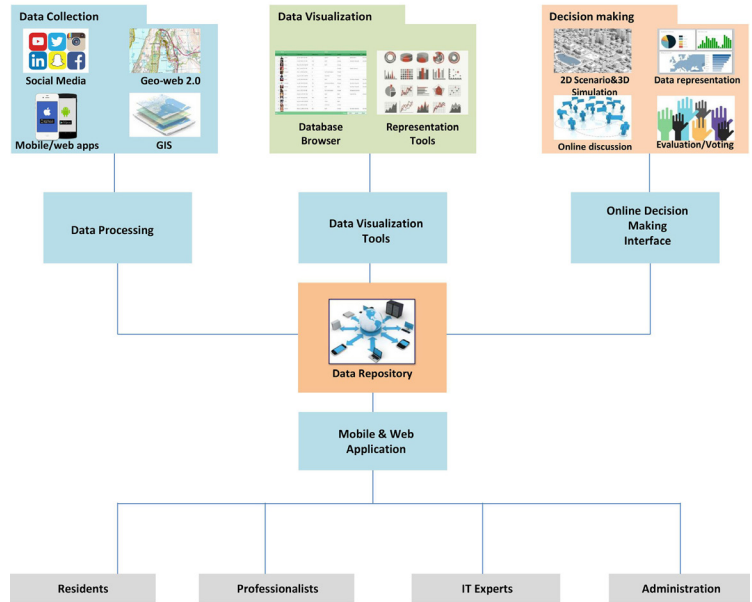 Data Collection
Data Visualization
Decision making
Social Media
Geo-web 2.0
Mobile/web apps
GIS
Database
Browser
Representation
Tools
2D Scenario&3D
Simulation
Data representation
Online discussion
Evaluation/Voting
Data Processing
Data Visualization
Tools
Online Decision
Making
Interface
Data Repository
Mobile & Web
Application
Residents
Professionalists
IT Experts
Administration